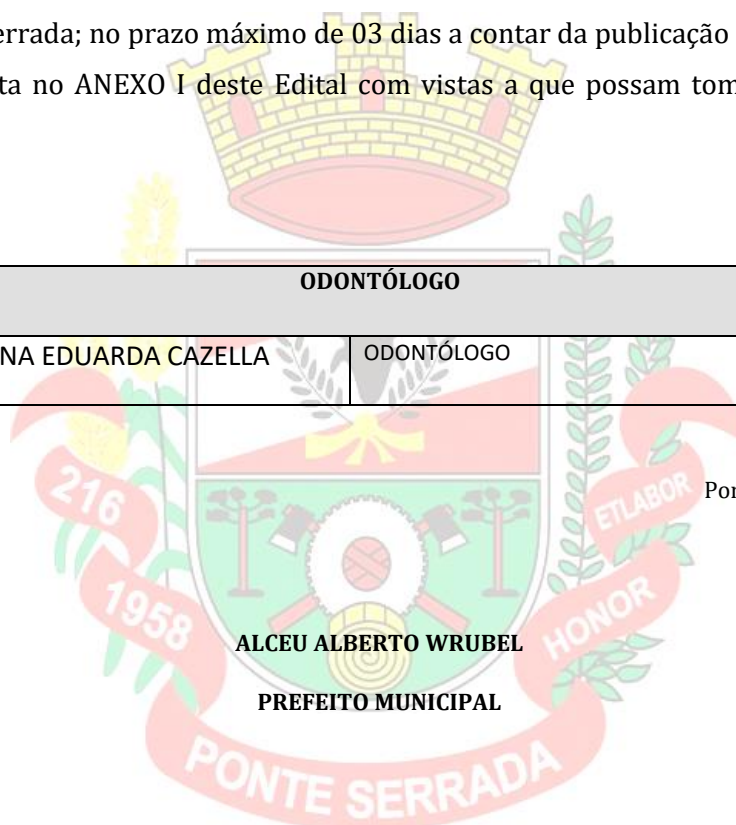 errada; no prazo máximo de 03 dias a contar da publicação
ta no ANEXO I deste Edital com vistas a que possam tom
ODONTÓLOGO
NA EDUARDA CAZELLA ODONTÓLOGO
216
ETLABOR
Por
1958
HONOR
ALCEU ALBERTO WRUBEL
PREFEITO MUNICIPAL
PONTE SERRADA